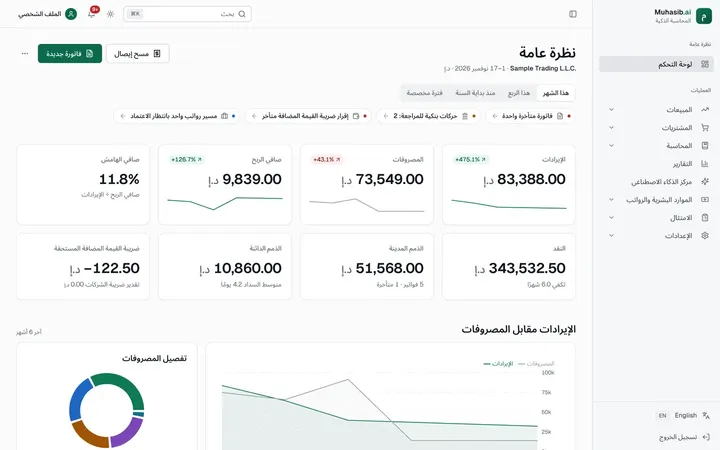 Muhasib.ai
المحاسبة الذكية
م
نظرة عامة
لوحة التحكم
العمليات
المبيعات
المشتريات
المحاسبة
التقارير
مركز الذكاء الاصطناعي
الموارد البشرية والرواتب
الامتثال
الإعدادات
English EN
تسجيل الخروج
بحث ⌘K
9+
الملف الشخصي
نظرة عامة
Sample Trading L.L.C. · 1–17 نوفمبر 2026 · د.إ
مسح إيصال
فاتورة جديدة
هذا الشهر
هذا الربع
منذ بداية السنة
فترة مخصصة
فاتورة متأخرة واحدة
حركات بنكية للمراجعة: 2
إقرار ضريبة القيمة المضافة متأخر
مسير رواتب واحد بانتظار الاعتماد
الإيرادات +475.1%
83,388.00 د.إ
المصروفات +43.1%
73,549.00 د.إ
صافي الربح +126.7%
9,839.00 د.إ
صافي الهامش
11.8%
صافي الربح ÷ الإيرادات
النقد
343,532.50 د.إ
تكفي 6.0 شهرًا
الذمم المدينة
51,568.00 د.إ
5 فواتير · 1 متأخرة
الذمم الدائنة
10,860.00 د.إ
متوسط السداد 4.2 يومًا
ضريبة القيمة المضافة المستحقة
−122.50 د.إ
تقدير ضريبة الشركات 0.00 د.إ
الإيرادات مقابل المصروفات
آخر 6 أشهر
المصروفات
الإيرادات
100k
75k
50k
25k
تفصيل المصروفات